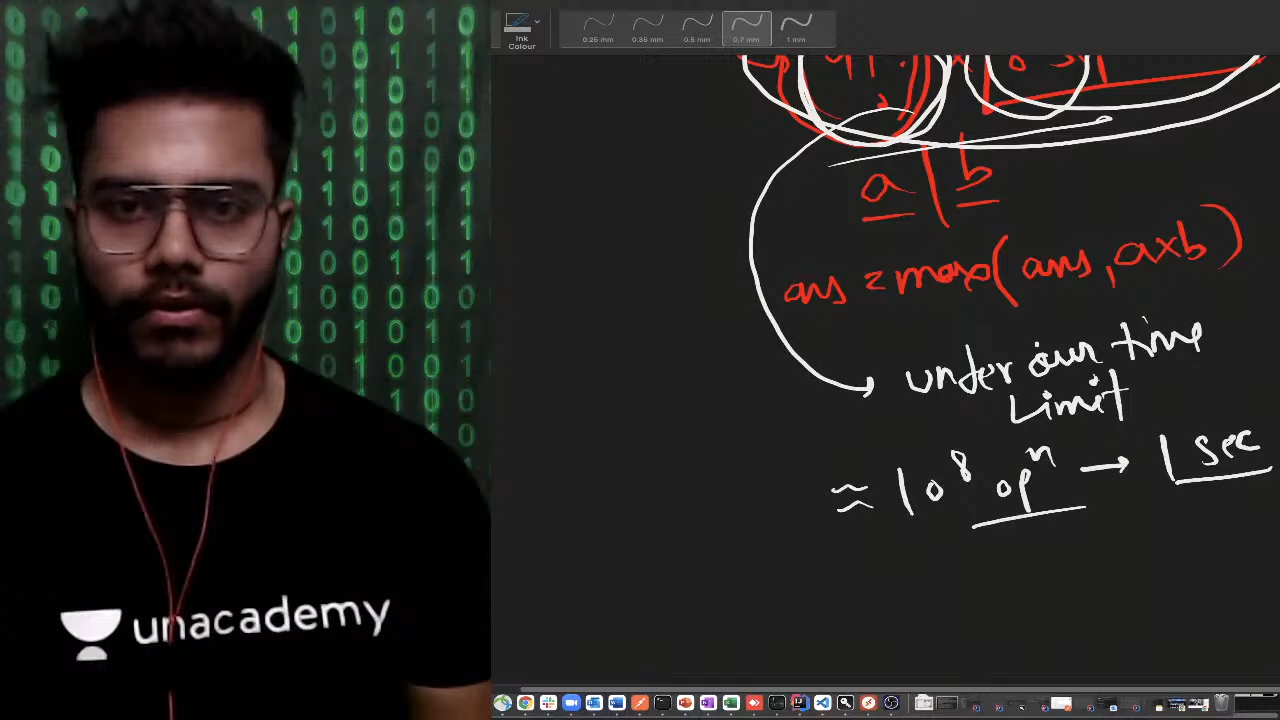 Ink
Colour
0.25 mm
0.35 mm
0.5 mm
0.7 mm
1 mm
a | b
ans = max(ans, a×b)
under our time
Limit
≈ 10⁸ opⁿ → 1 sec
unacademy